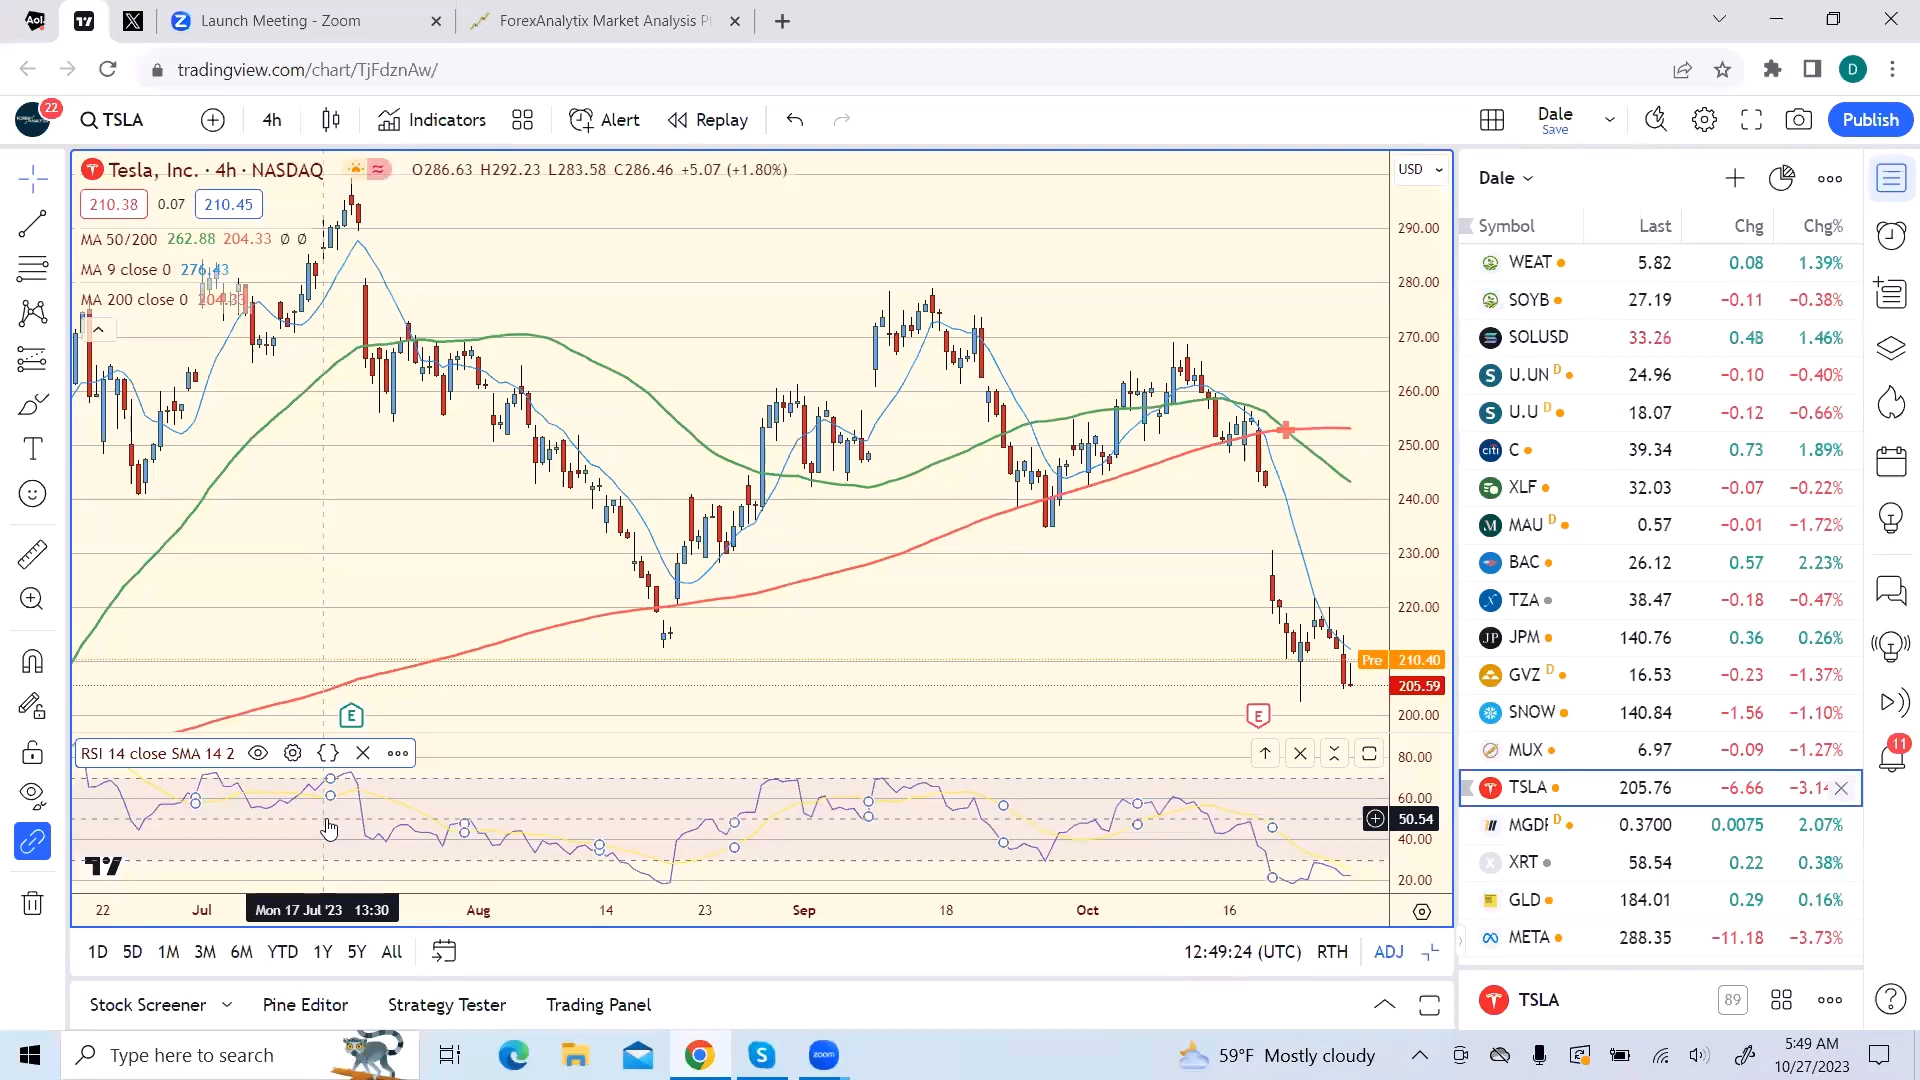 Aol.
Launch Meeting - Zoom
ForexAnalytix Market Analysis
tradingview.com/chart/TjFdznAw/
D
22
TSLA
4h
Indicators
Alert
Replay
Dale
Save
Publish
Tesla, Inc. · 4h · NASDAQ
O286.63 H292.23 L283.58 C286.46 +5.07 (+1.80%)
USD
210.38
0.07
210.45
MA 50/200 262.88 204.33 Ø Ø
MA 9 close 0 276.43
MA 200 close 0 204.33
290.00
280.00
270.00
260.00
250.00
240.00
230.00
220.00
Pre 210.40
205.59
200.00
E
E
RSI 14 close SMA 14 2
80.00
60.00
50.54
40.00
20.00
22
Jul
Mon 17 Jul '23 13:30
Aug
14
23
Sep
18
Oct
16
1D 5D 1M 3M 6M YTD 1Y 5Y All
12:49:24 (UTC) RTH ADJ
Stock Screener
Pine Editor
Strategy Tester
Trading Panel
Dale
Symbol Last Chg Chg%
WEAT 5.82 0.08 1.39%
SOYB 27.19 −0.11 −0.38%
SOLUSD 33.26 0.48 1.46%
U.UN D 24.96 −0.10 −0.40%
U.U D 18.07 −0.12 −0.66%
citi C 39.34 0.73 1.89%
XLF 32.03 −0.07 −0.22%
MAU D 0.57 −0.01 −1.72%
BAC 26.12 0.57 2.23%
TZA 38.47 −0.18 −0.47%
JP JPM 140.76 0.36 0.26%
GVZ D 16.53 −0.23 −1.37%
SNOW 140.84 −1.56 −1.10%
MUX 6.97 −0.09 −1.27%
TSLA 205.76 −6.66 −3.14
MGDF D 0.3700 0.0075 2.07%
XRT 58.54 0.22 0.38%
GLD 184.01 0.29 0.16%
META 288.35 −11.18 −3.73%
TSLA
89
11
Type here to search
zoom
59°F Mostly cloudy
5:49 AM
10/27/2023